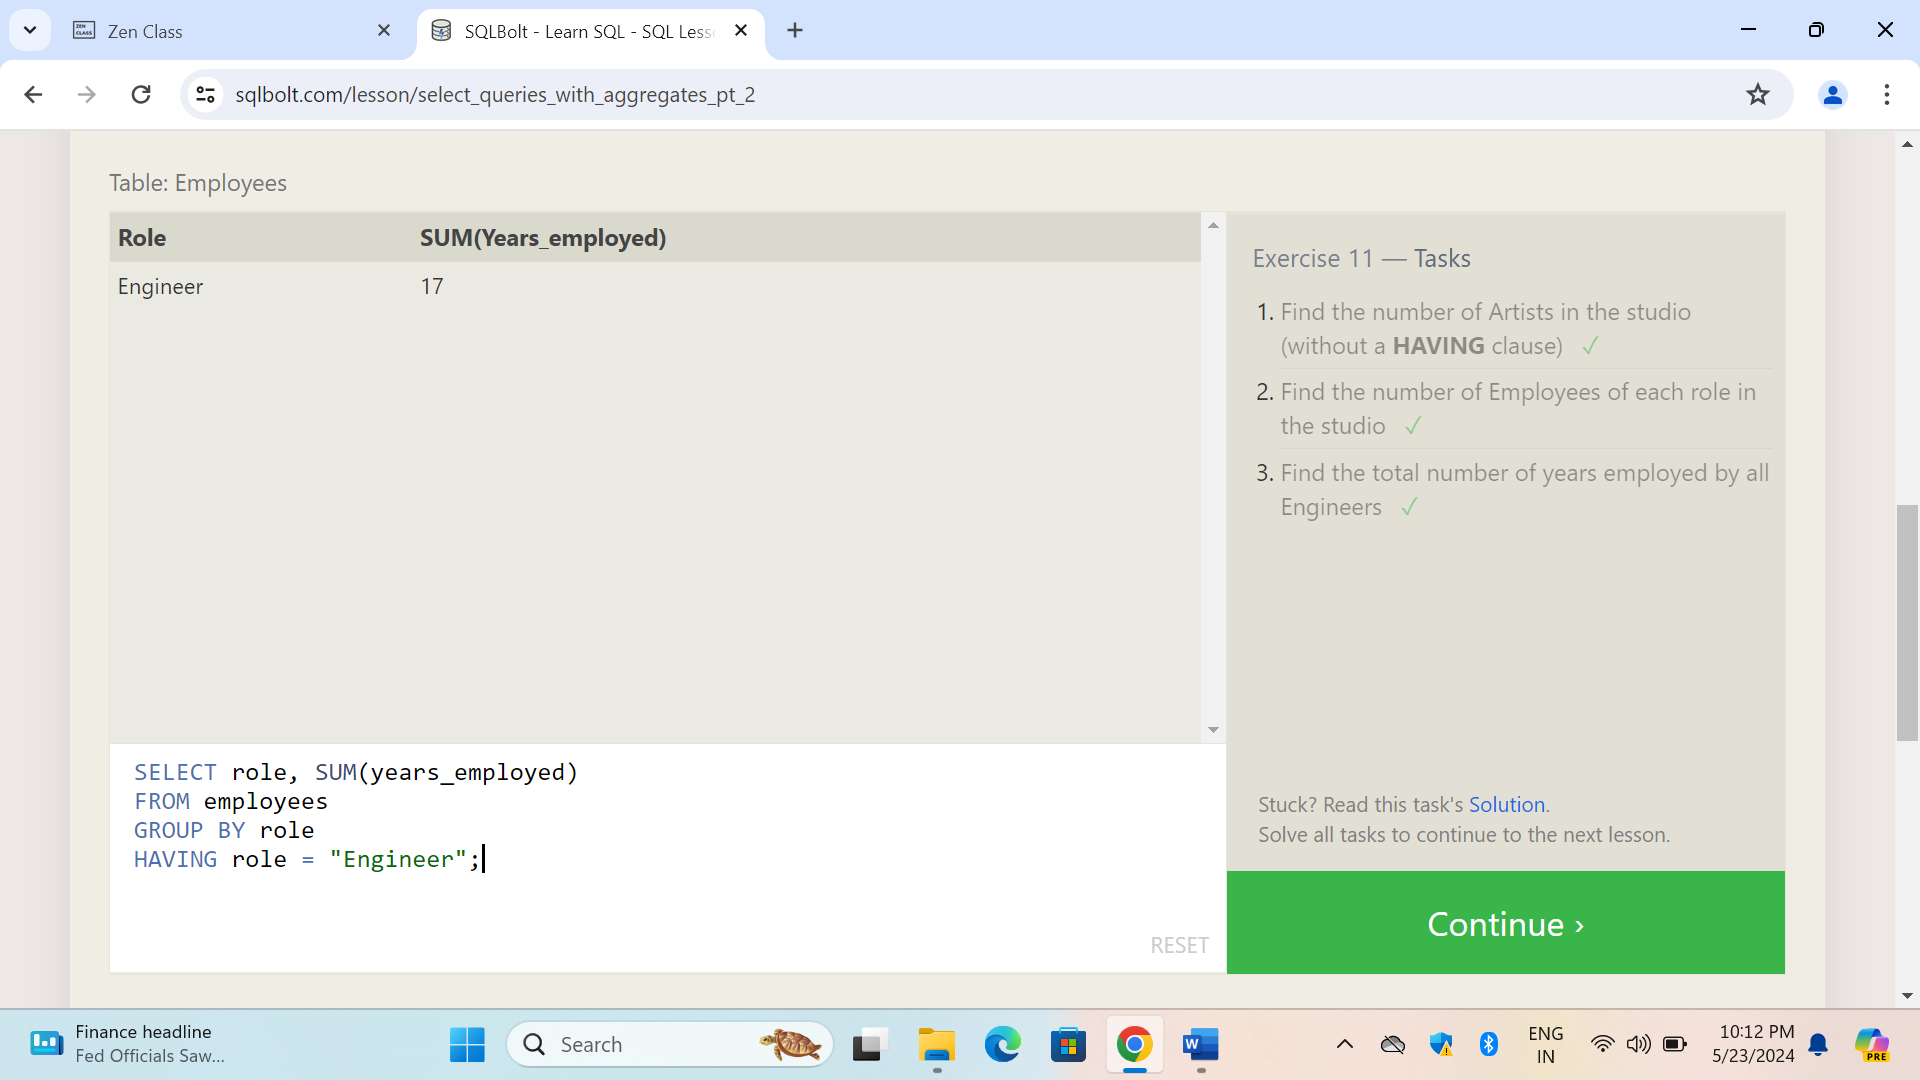 Zen Class
SQLBolt - Learn SQL - SQL Less
sqlbolt.com/lesson/select_queries_with_aggregates_pt_2
Table: Employees
Role SUM(Years_employed)
Engineer 17
SELECT role, SUM(years_employed)
FROM employees
GROUP BY role
HAVING role = "Engineer";
RESET
Exercise 11 — Tasks
1. Find the number of Artists in the studio
(without a HAVING clause) ✓
2. Find the number of Employees of each role in
the studio ✓
3. Find the total number of years employed by all
Engineers ✓
Stuck? Read this task's Solution.
Solve all tasks to continue to the next lesson.
Continue ›
Finance headline
Fed Officials Saw...
Search
ENG
IN
10:12 PM
5/23/2024
PRE